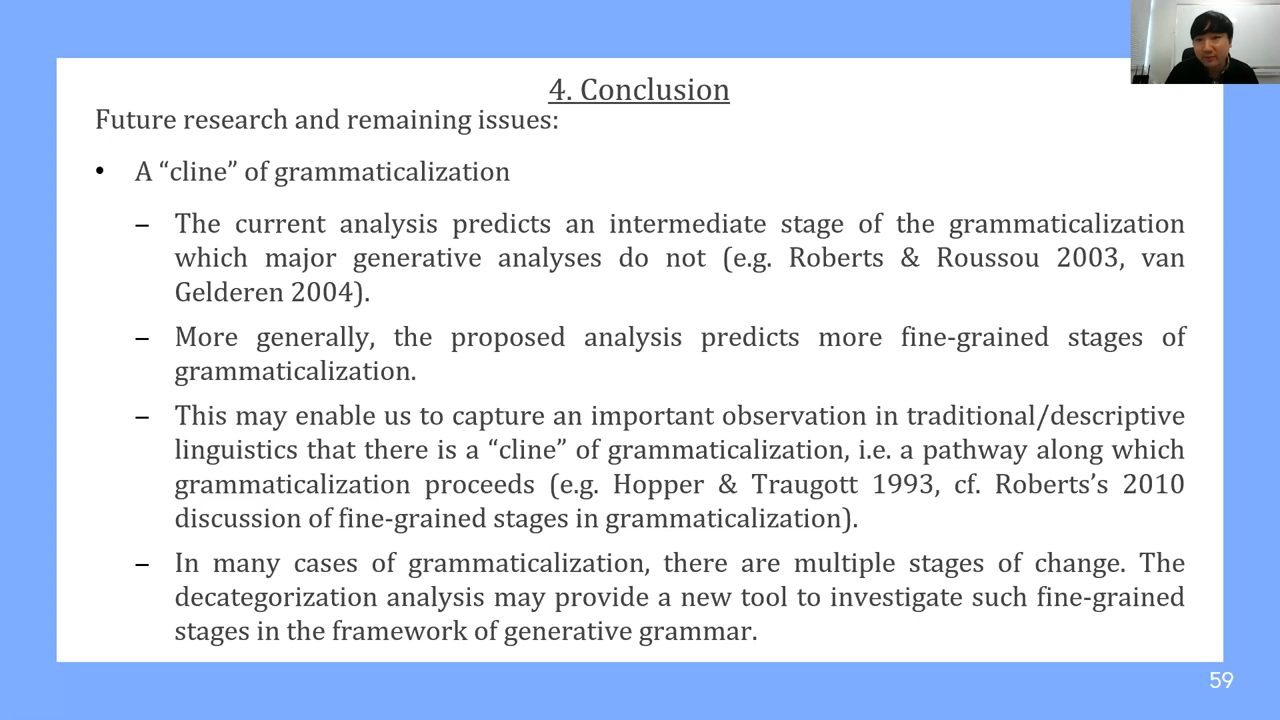 4. Conclusion
Future research and remaining issues:
• A “cline” of grammaticalization
– The current analysis predicts an intermediate stage of the grammaticalization
which major generative analyses do not (e.g. Roberts & Roussou 2003, van
Gelderen 2004).
– More generally, the proposed analysis predicts more fine-grained stages of
grammaticalization.
– This may enable us to capture an important observation in traditional/descriptive
linguistics that there is a “cline” of grammaticalization, i.e. a pathway along which
grammaticalization proceeds (e.g. Hopper & Traugott 1993, cf. Roberts’s 2010
discussion of fine-grained stages in grammaticalization).
– In many cases of grammaticalization, there are multiple stages of change. The
decategorization analysis may provide a new tool to investigate such fine-grained
stages in the framework of generative grammar.
59